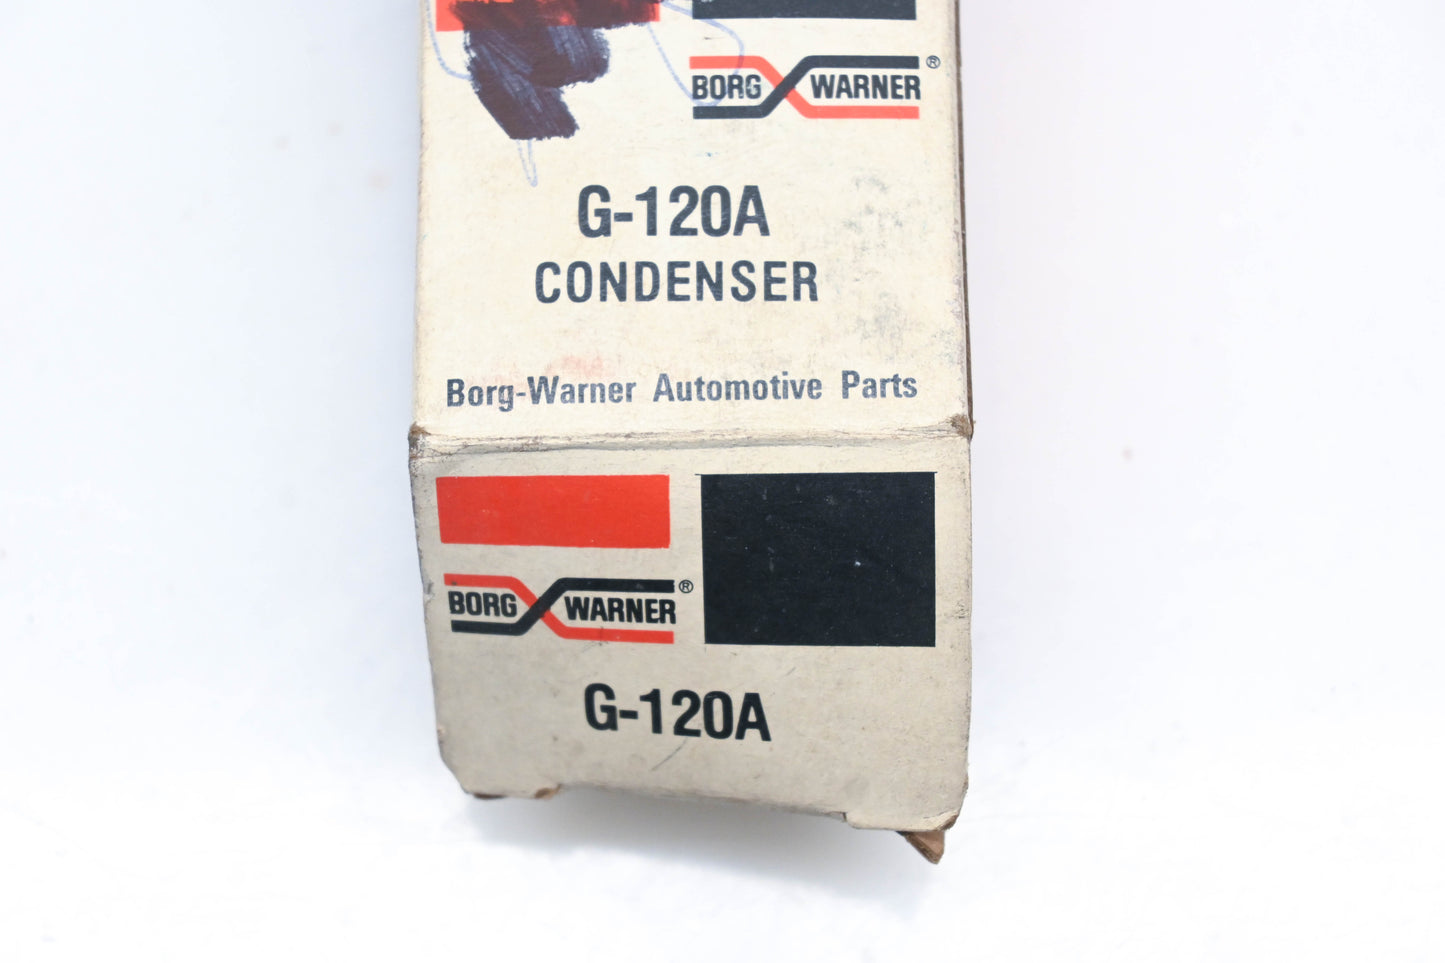 BORG WARNER ®
G-120A
CONDENSER
Borg-Warner Automotive Parts
BORG WARNER ®
G-120A